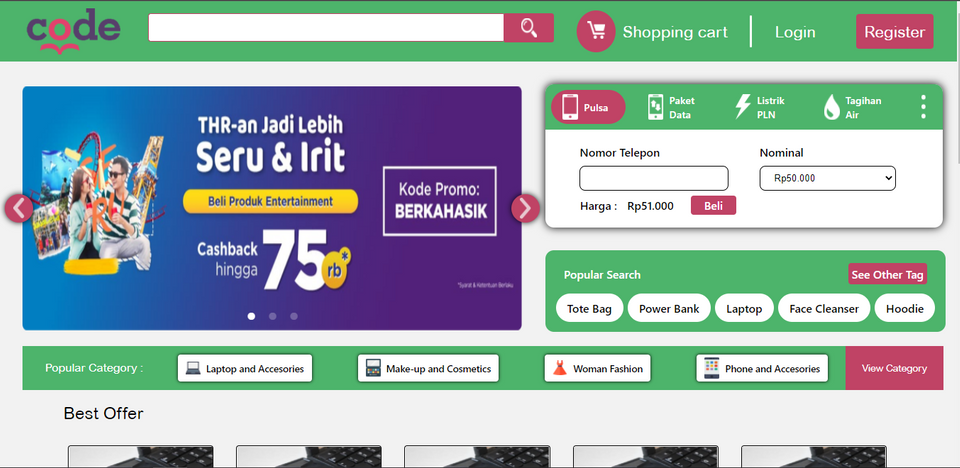 code
Shopping cart
Login
Register
THR-an Jadi Lebih
Seru & Irit
Beli Produk Entertainment
Cashback
hingga
75
rb*
Kode Promo:
BERKAHASIK
*Syarat & Ketentuan Berlaku
Pulsa
Paket
Data
Listrik
PLN
Tagihan
Air
Nomor Telepon
Nominal
Rp50.000
Harga : Rp51.000
Beli
Popular Search
See Other Tag
Tote Bag
Power Bank
Laptop
Face Cleanser
Hoodie
Popular Category :
Laptop and Accesories
Make-up and Cosmetics
Woman Fashion
Phone and Accesories
View Category
Best Offer